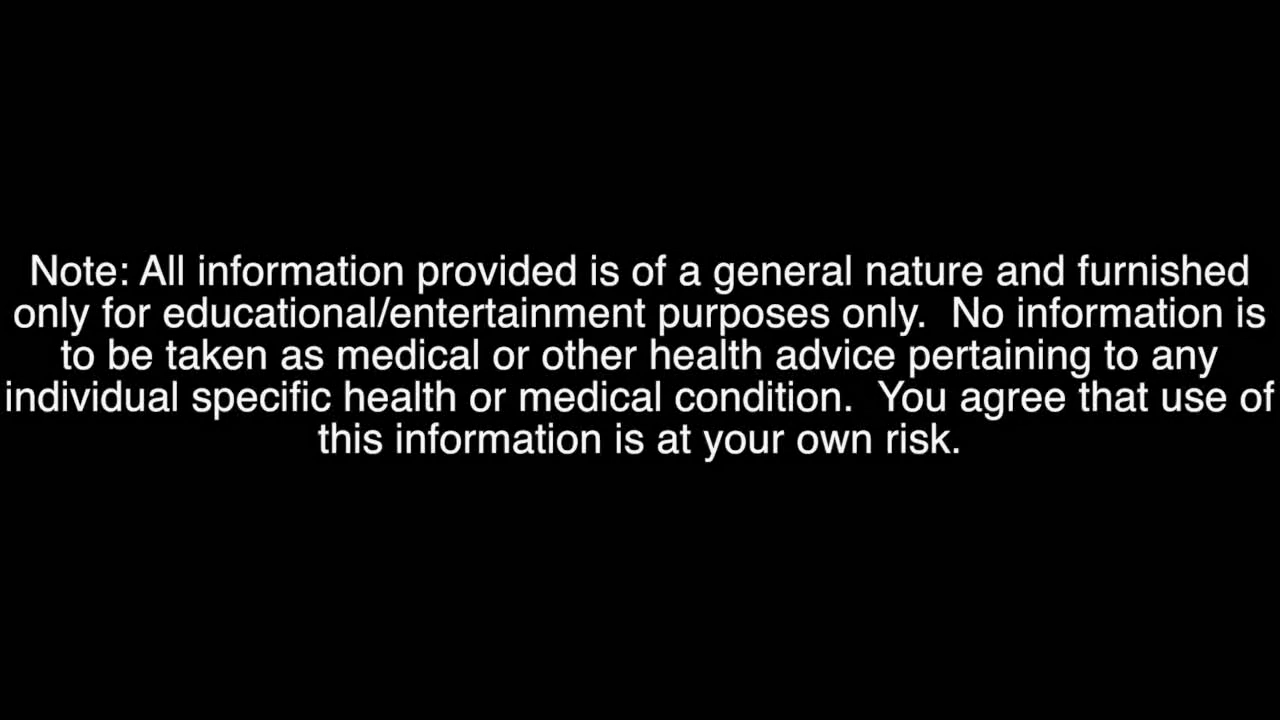 Note: All information provided is of a general nature and furnished
only for educational/entertainment purposes only.  No information is
to be taken as medical or other health advice pertaining to any
individual specific health or medical condition.  You agree that use of
this information is at your own risk.